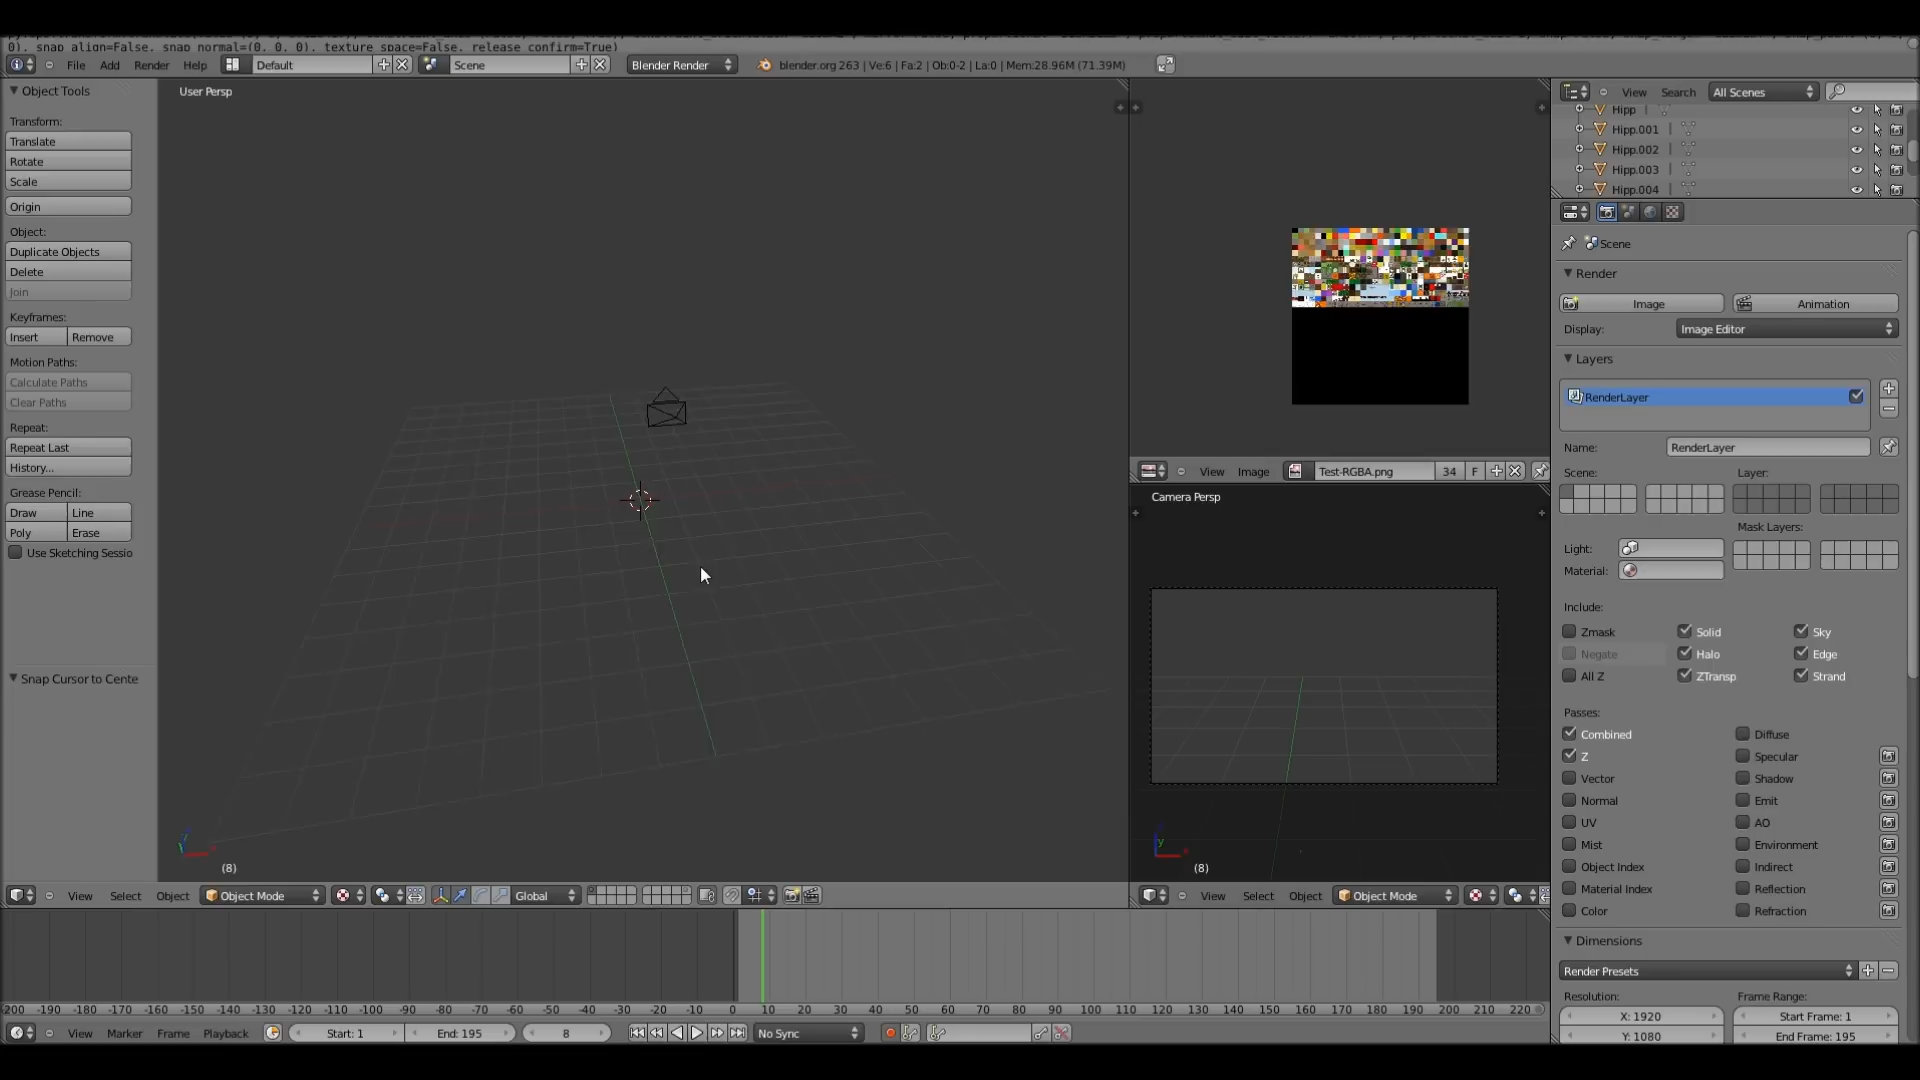 0), snap_align=False, snap_normal=(0, 0, 0), texture_space=False, release_confirm=True)
File Add Render Help Default Scene Blender Render blender.org 263 | Ve:6 | Fa:2 | Ob:0-2 | La:0 | Mem:28.96M (71.39M)
Object Tools
Transform:
Translate
Rotate
Scale
Origin
Object:
Duplicate Objects
Delete
Join
Keyframes:
Insert Remove
Motion Paths:
Calculate Paths
Clear Paths
Repeat:
Repeat Last
History...
Grease Pencil:
Draw Line
Poly Erase
Use Sketching Sessio
Snap Cursor to Cente
User Persp
(8)
View Select Object Object Mode Global
View Image Test-RGBA.png 34 F
Camera Persp
y
(8)
View Select Object Object Mode
View Search All Scenes
Hipp
Hipp.001
Hipp.002
Hipp.003
Hipp.004
Scene
Render
Image Animation
Display: Image Editor
Layers
RenderLayer
Name: RenderLayer
Scene: Layer:
Mask Layers:
Light:
Material:
Include:
Zmask Solid Sky
Negate Halo Edge
All Z ZTransp Strand
Passes:
Combined Diffuse
Z Specular
Vector Shadow
Normal Emit
UV AO
Mist Environment
Object Index Indirect
Material Index Reflection
Color Refraction
Dimensions
Render Presets
Resolution: Frame Range:
X: 1920 Start Frame: 1
Y: 1080 End Frame: 195
-200 -190 -180 -170 -160 -150 -140 -130 -120 -110 -100 -90 -80 -70 -60 -50 -40 -30 -20 -10 0 10 20 30 40 50 60 70 80 90 100 110 120 130 140 150 160 170 180 190 200 210 220
View Marker Frame Playback Start: 1 End: 195 8 No Sync